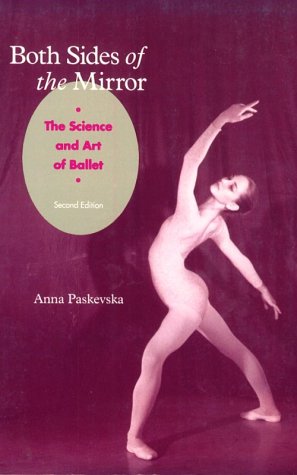 Both Sides of
the Mirror
The Science
and Art
of Ballet
Second Edition
Anna Paskevska